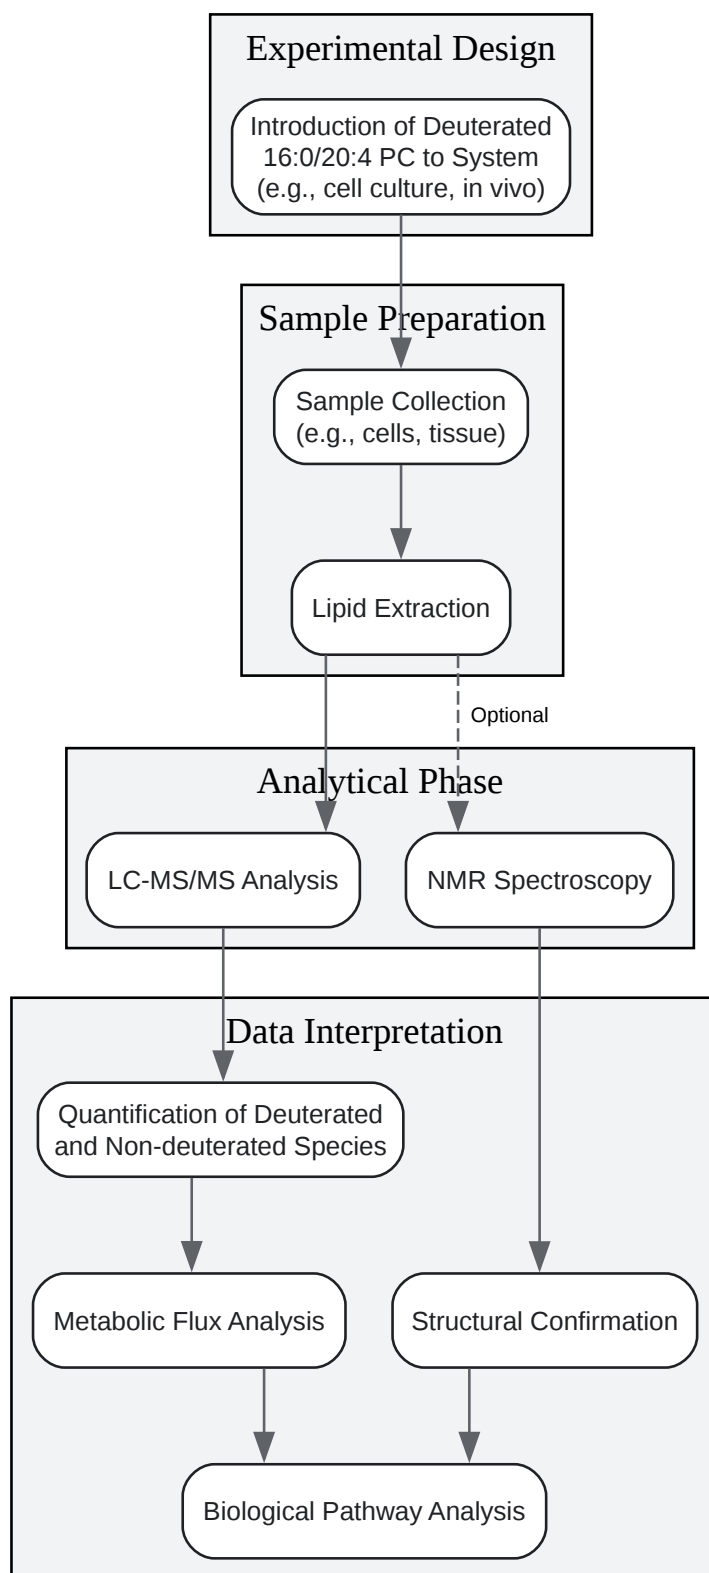 Experimental Design
Introduction of Deuterated
16:0/20:4 PC to System
(e.g., cell culture, in vivo)
Sample Preparation
Sample Collection
(e.g., cells, tissue)
Lipid Extraction
Optional
Analytical Phase
LC-MS/MS Analysis
NMR Spectroscopy
Data Interpretation
Quantification of Deuterated
and Non-deuterated Species
Metabolic Flux Analysis
Structural Confirmation
Biological Pathway Analysis